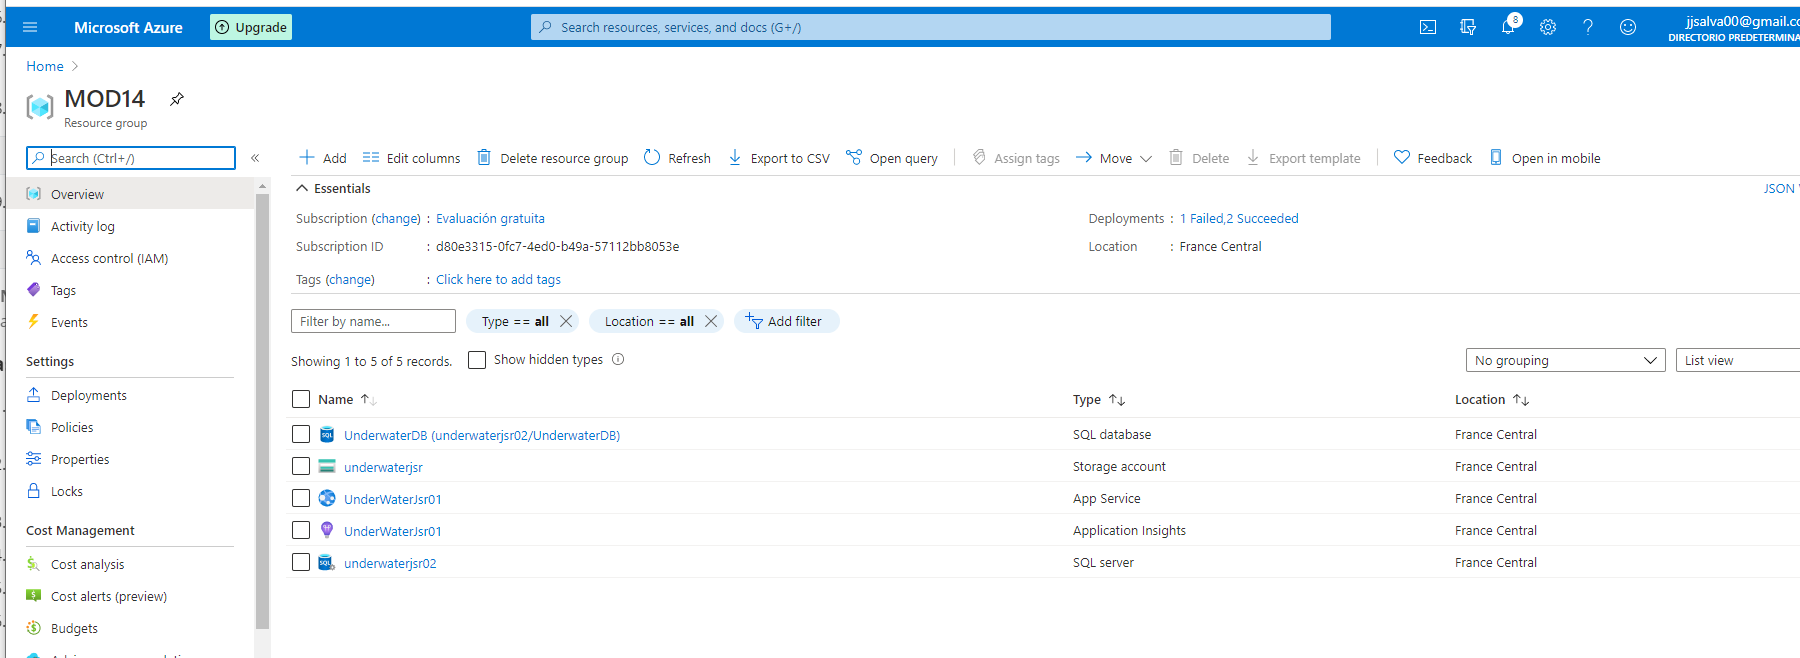 Microsoft Azure
Upgrade
Search resources, services, and docs (G+/)
8
jjsalva00@gmail.co
DIRECTORIO PREDETERMINA
Home
MOD14
Resource group
Search (Ctrl+/)
«
Add
Edit columns
Delete resource group
Refresh
Export to CSV
Open query
Assign tags
Move
Delete
Export template
Feedback
Open in mobile
Overview
Activity log
Access control (IAM)
Tags
Events
Settings
Deployments
Policies
Properties
Locks
Cost Management
Cost analysis
Cost alerts (preview)
Budgets
Essentials
JSON
Subscription (change) : Evaluación gratuita
Deployments : 1 Failed,2 Succeeded
Subscription ID : d80e3315-0fc7-4ed0-b49a-57112bb8053e
Location : France Central
Tags (change) : Click here to add tags
Filter by name...
Type == all
Location == all
Add filter
Showing 1 to 5 of 5 records.
Show hidden types
No grouping
List view
Name Type Location
UnderwaterDB (underwaterjsr02/UnderwaterDB) SQL database France Central
underwaterjsr Storage account France Central
UnderWaterJsr01 App Service France Central
UnderWaterJsr01 Application Insights France Central
underwaterjsr02 SQL server France Central